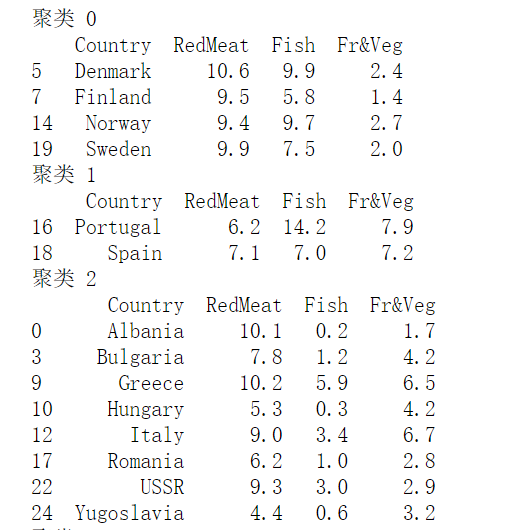 聚类 0
Country RedMeat Fish Fr&Veg
5 Denmark 10.6 9.9 2.4
7 Finland 9.5 5.8 1.4
14 Norway 9.4 9.7 2.7
19 Sweden 9.9 7.5 2.0
聚类 1
Country RedMeat Fish Fr&Veg
16 Portugal 6.2 14.2 7.9
18 Spain 7.1 7.0 7.2
聚类 2
Country RedMeat Fish Fr&Veg
0 Albania 10.1 0.2 1.7
3 Bulgaria 7.8 1.2 4.2
9 Greece 10.2 5.9 6.5
10 Hungary 5.3 0.3 4.2
12 Italy 9.0 3.4 6.7
17 Romania 6.2 1.0 2.8
22 USSR 9.3 3.0 2.9
24 Yugoslavia 4.4 0.6 3.2